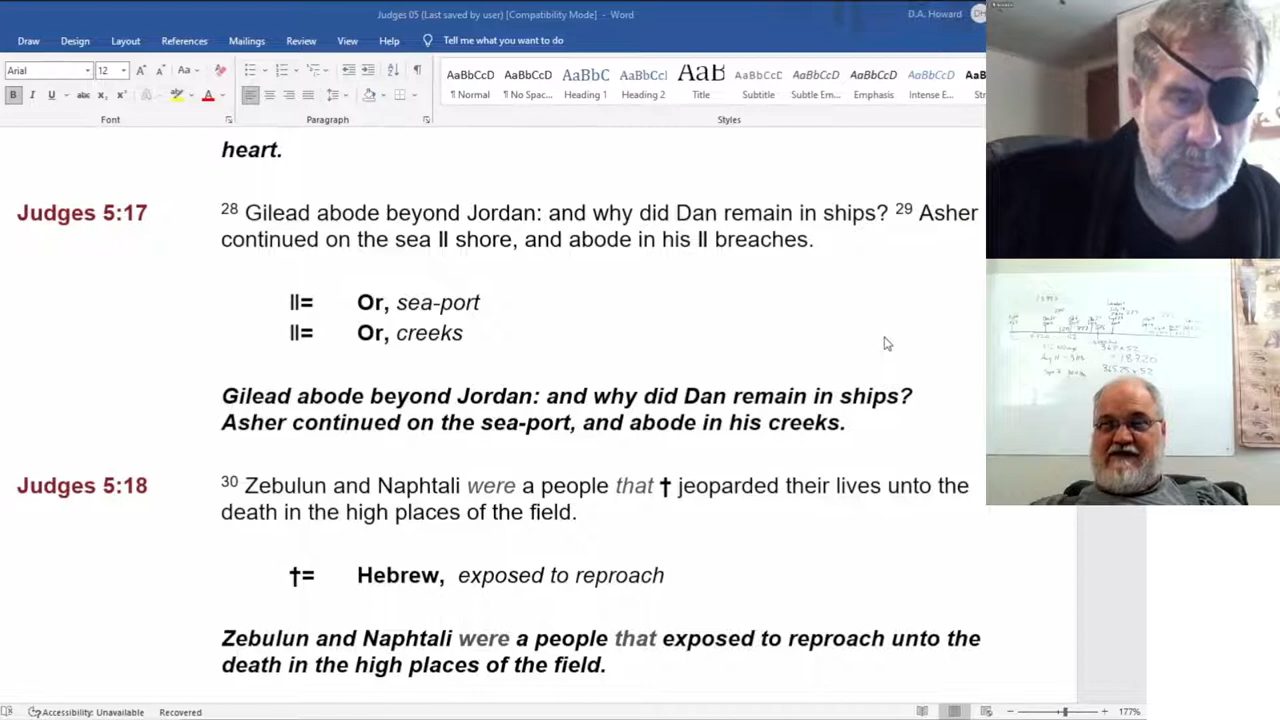 Judges 05 (Last saved by user) [Compatibility Mode] - Word
D.A. Howard
DH
Draw Design Layout References Mailings Review View Help Tell me what you want to do
Arial 12 Aa
B I U abc x₂ x² A
AaBbCcD AaBbCcD AaBbC AaBbCcI AaB AaBbCcD AaBbCcD AaBbCcD AaBbCcD
¶ Normal ¶ No Spac... Heading 1 Heading 2 Title Subtitle Subtle Em... Emphasis Intense E...
Font Paragraph Styles
heart.
Judges 5:17 28 Gilead abode beyond Jordan: and why did Dan remain in ships? 29 Asher
continued on the sea ǁ shore, and abode in his ǁ breaches.
ǁ= Or, sea-port
ǁ= Or, creeks
Gilead abode beyond Jordan: and why did Dan remain in ships?
Asher continued on the sea-port, and abode in his creeks.
Judges 5:18 30 Zebulun and Naphtali were a people that † jeoparded their lives unto the
death in the high places of the field.
†= Hebrew, exposed to reproach
Zebulun and Naphtali were a people that exposed to reproach unto the
death in the high places of the field.
Accessibility: Unavailable Recovered 177%